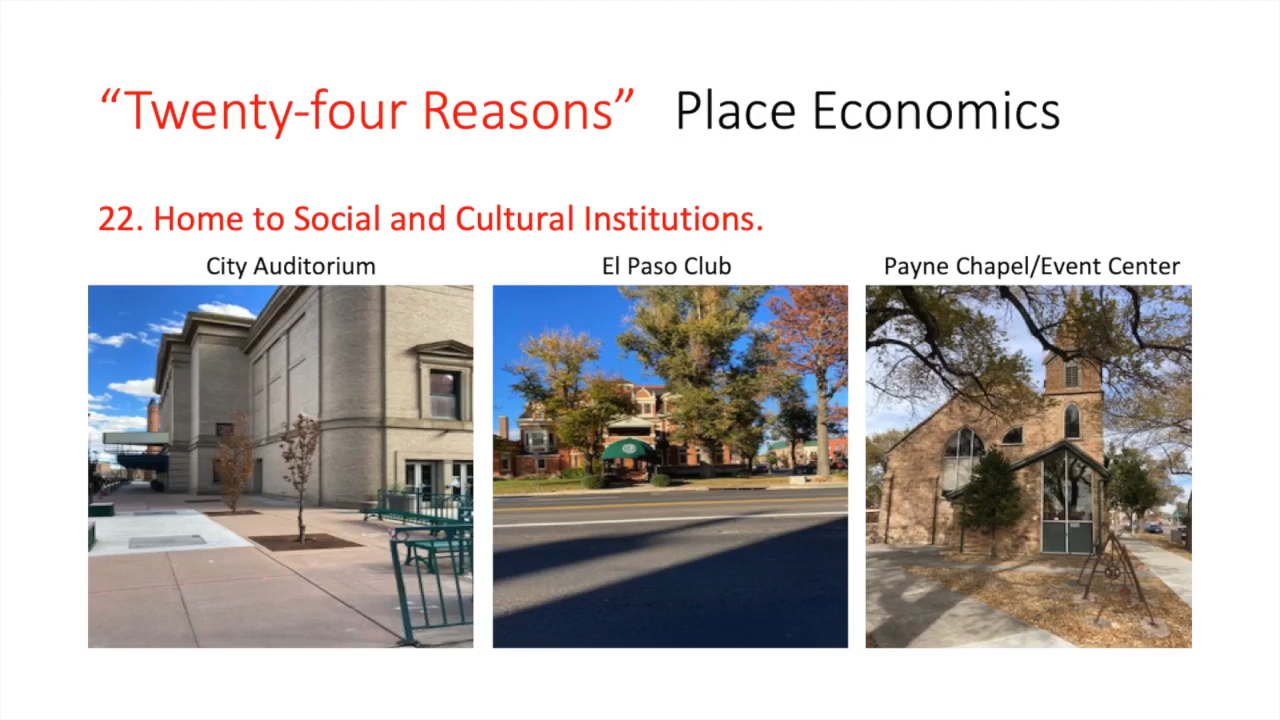 “Twenty-four Reasons” Place Economics
22. Home to Social and Cultural Institutions.
City Auditorium
El Paso Club
Payne Chapel/Event Center